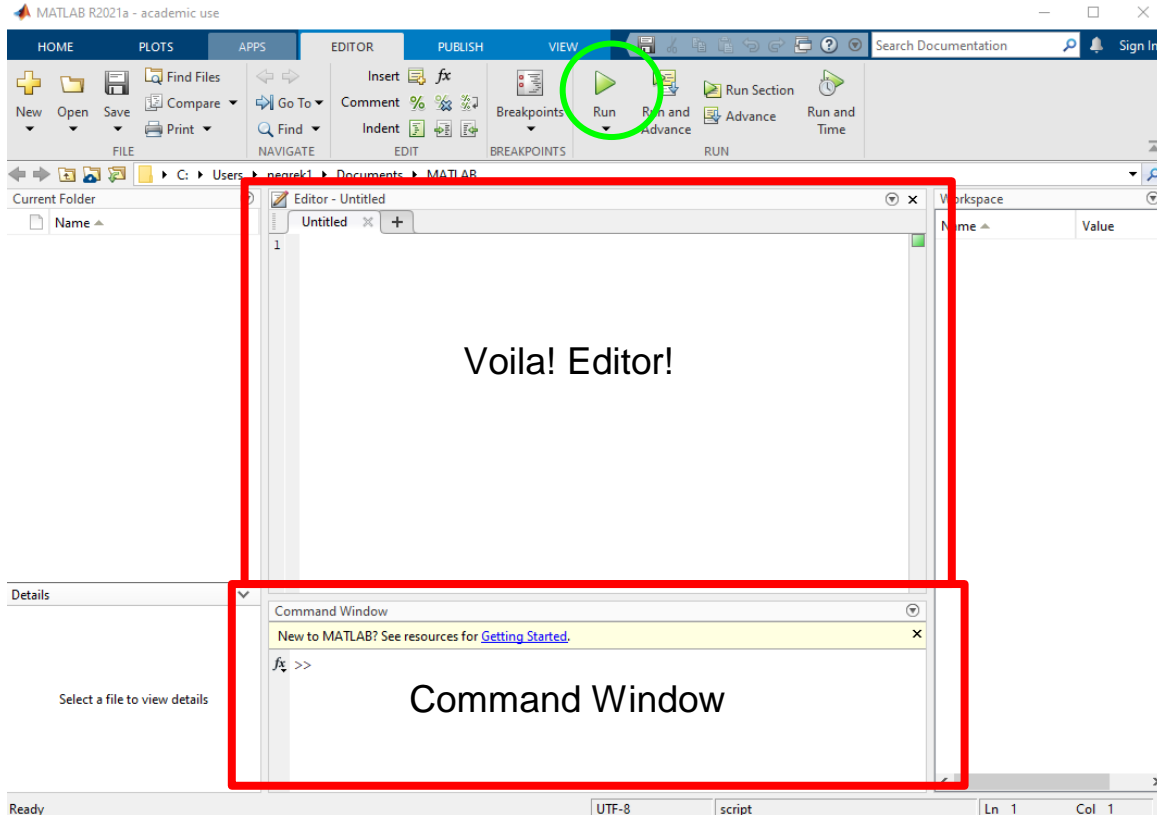 MATLAB R2021a - academic use
HOME PLOTS APPS EDITOR PUBLISH VIEW Search Documentation Sign In
New Open Save Find Files Compare Print
FILE
Go To Find
NAVIGATE
Insert fx
Comment % %
Indent
EDIT
Breakpoints
BREAKPOINTS
Run Run and Advance Run Section Advance Run and Time
RUN
C: Users negrek1 Documents MATLAB
Current Folder
Name
Editor - Untitled
Untitled +
1
Voila! Editor!
Workspace
Name Value
Details
Select a file to view details
Command Window
New to MATLAB? See resources for Getting Started.
fx >>
Command Window
Ready UTF-8 script Ln 1 Col 1